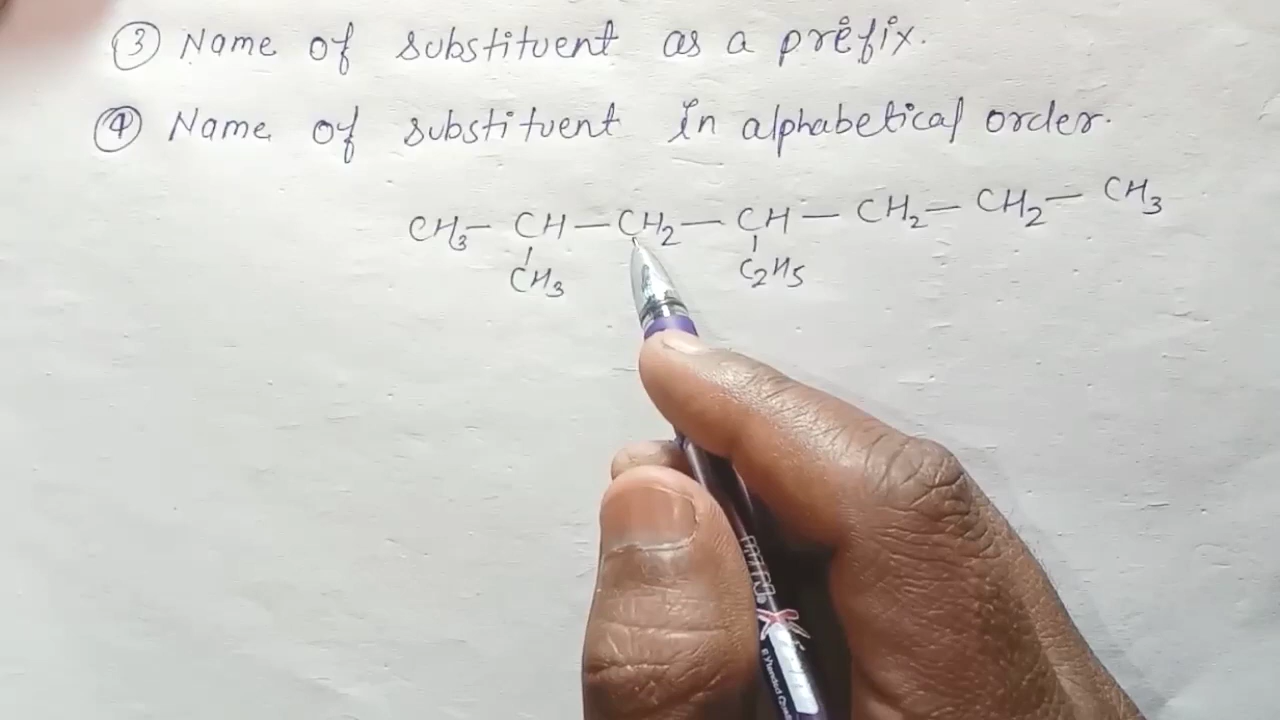 ③ Name of substituent as a prefix.
④ Name of substituent in alphabetical order.
CH₃ — CH — CH₂ — CH — CH₂ — CH₂ — CH₃
CH₃ C₂H₅